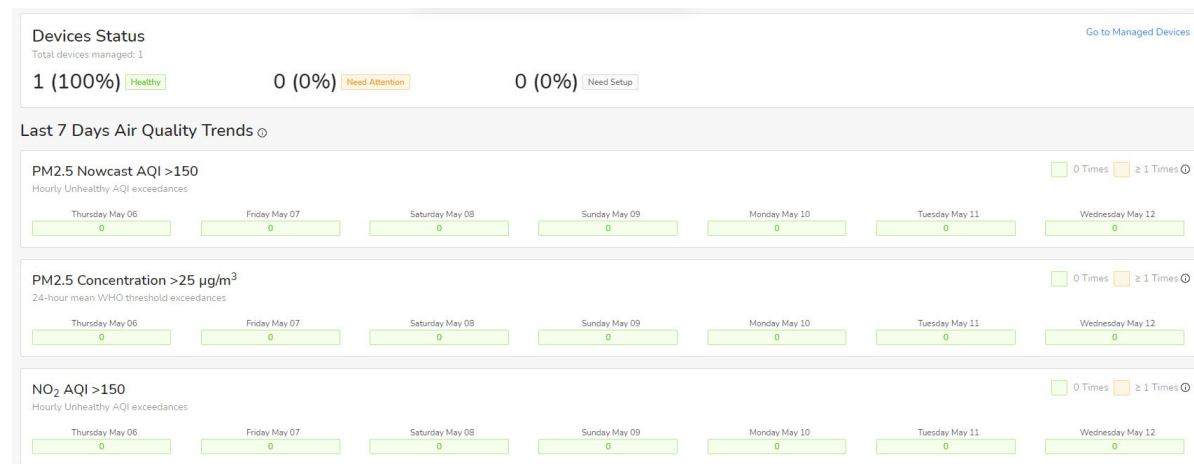 Devices Status
Go to Managed Devices
Total devices managed: 1
1 (100%) Healthy 0 (0%) Need Attention 0 (0%) Need Setup
Last 7 Days Air Quality Trends
PM2.5 Nowcast AQI >150
0 Times ≥ 1 Times
Hourly Unhealthy AQI exceedances
Thursday May 06 Friday May 07 Saturday May 08 Sunday May 09 Monday May 10 Tuesday May 11 Wednesday May 12
0 0 0 0 0 0 0
PM2.5 Concentration >25 µg/m³
0 Times ≥ 1 Times
24-hour mean WHO threshold exceedances
Thursday May 06 Friday May 07 Saturday May 08 Sunday May 09 Monday May 10 Tuesday May 11 Wednesday May 12
0 0 0 0 0 0 0
NO₂ AQI >150
0 Times ≥ 1 Times
Hourly Unhealthy AQI exceedances
Thursday May 06 Friday May 07 Saturday May 08 Sunday May 09 Monday May 10 Tuesday May 11 Wednesday May 12
0 0 0 0 0 0 0